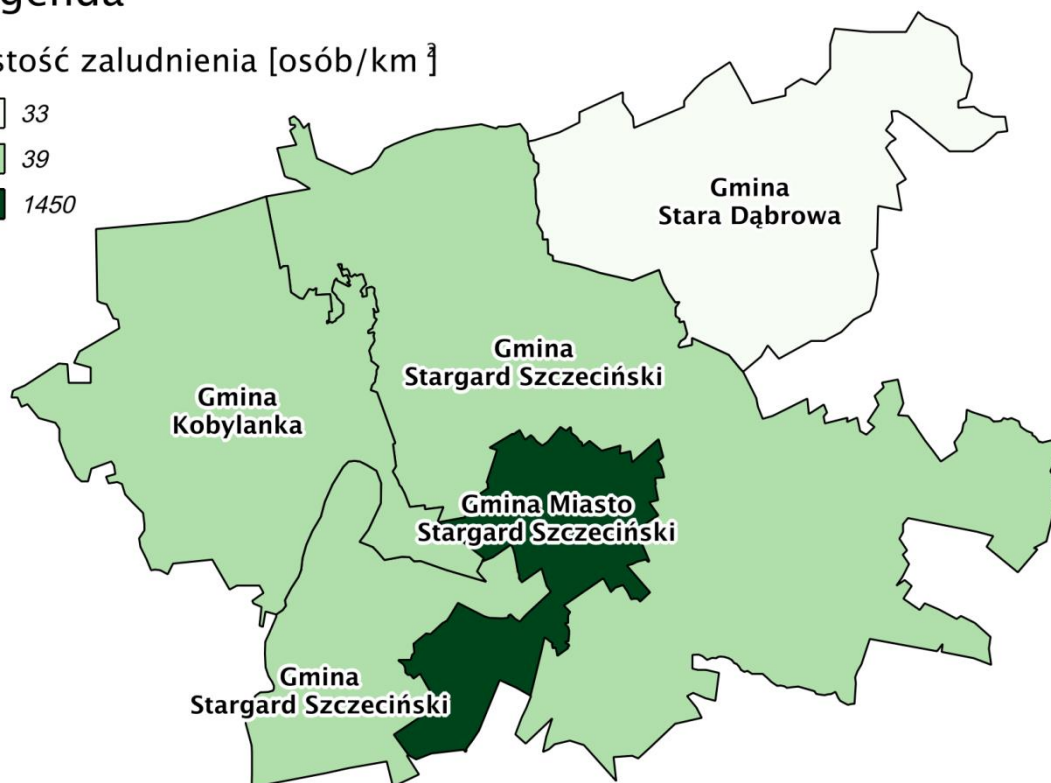 genda
stość zaludnienia [osób/km²]
33
39
1450
Gmina
Stara Dąbrowa
Gmina
Stargard Szczeciński
Gmina
Kobylanka
Gmina Miasto
Stargard Szczeciński
Gmina
Stargard Szczeciński